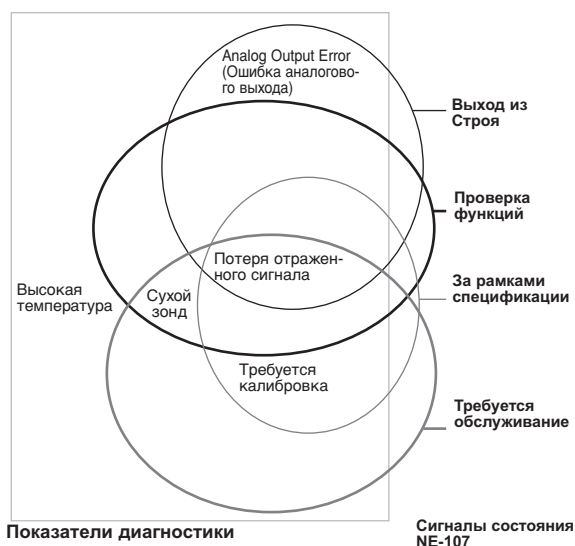 Analog Output Error
(Ошибка аналогово-
го выхода)
Выход из
Строя
Проверка
функций
Потеря отражен-
ного сигнала
За рамками
спецификации
Высокая
температура
Сухой
зонд
Требуется
калибровка
Требуется
обслуживание
Показатели диагностики
Сигналы состояния
NE-107